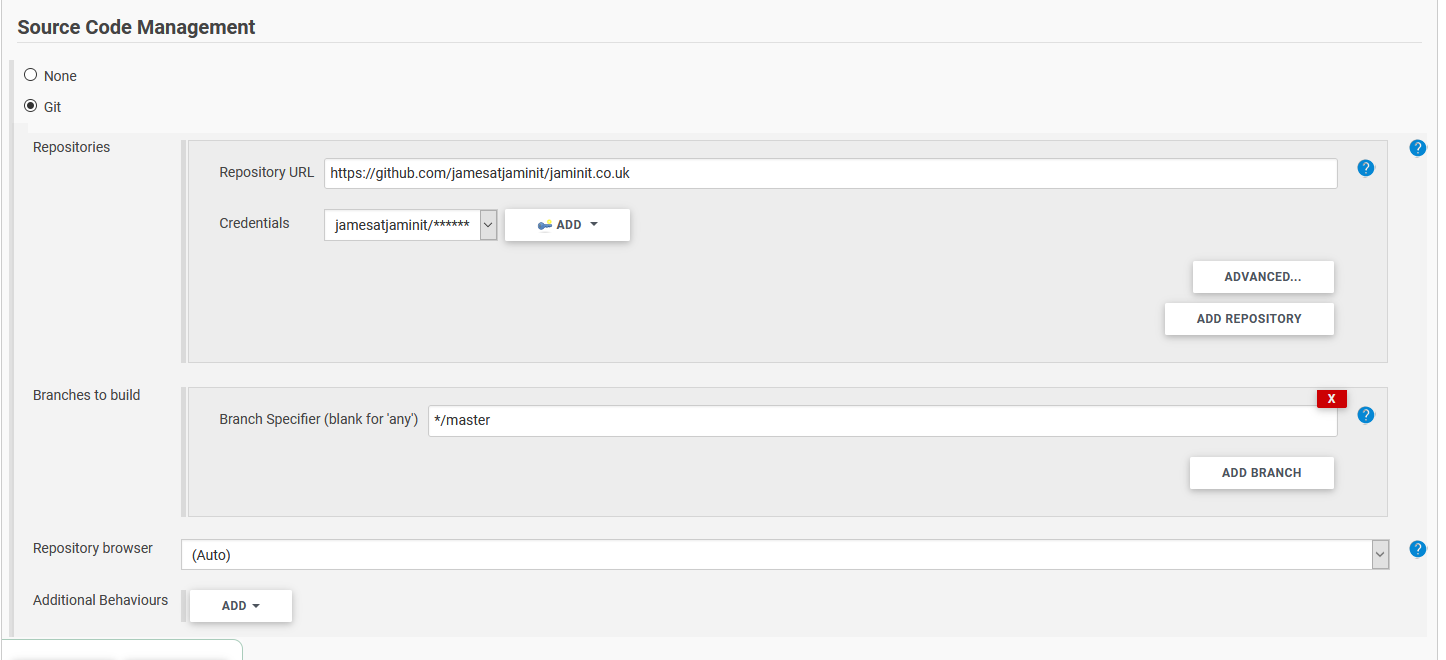 Source Code Management
None
Git
Repositories
?
Repository URL https://github.com/jamesatjaminit/jaminit.co.uk ?
Credentials jamesatjaminit/****** ADD
ADVANCED...
ADD REPOSITORY
Branches to build
X
Branch Specifier (blank for 'any') */master ?
ADD BRANCH
Repository browser (Auto) ?
Additional Behaviours ADD